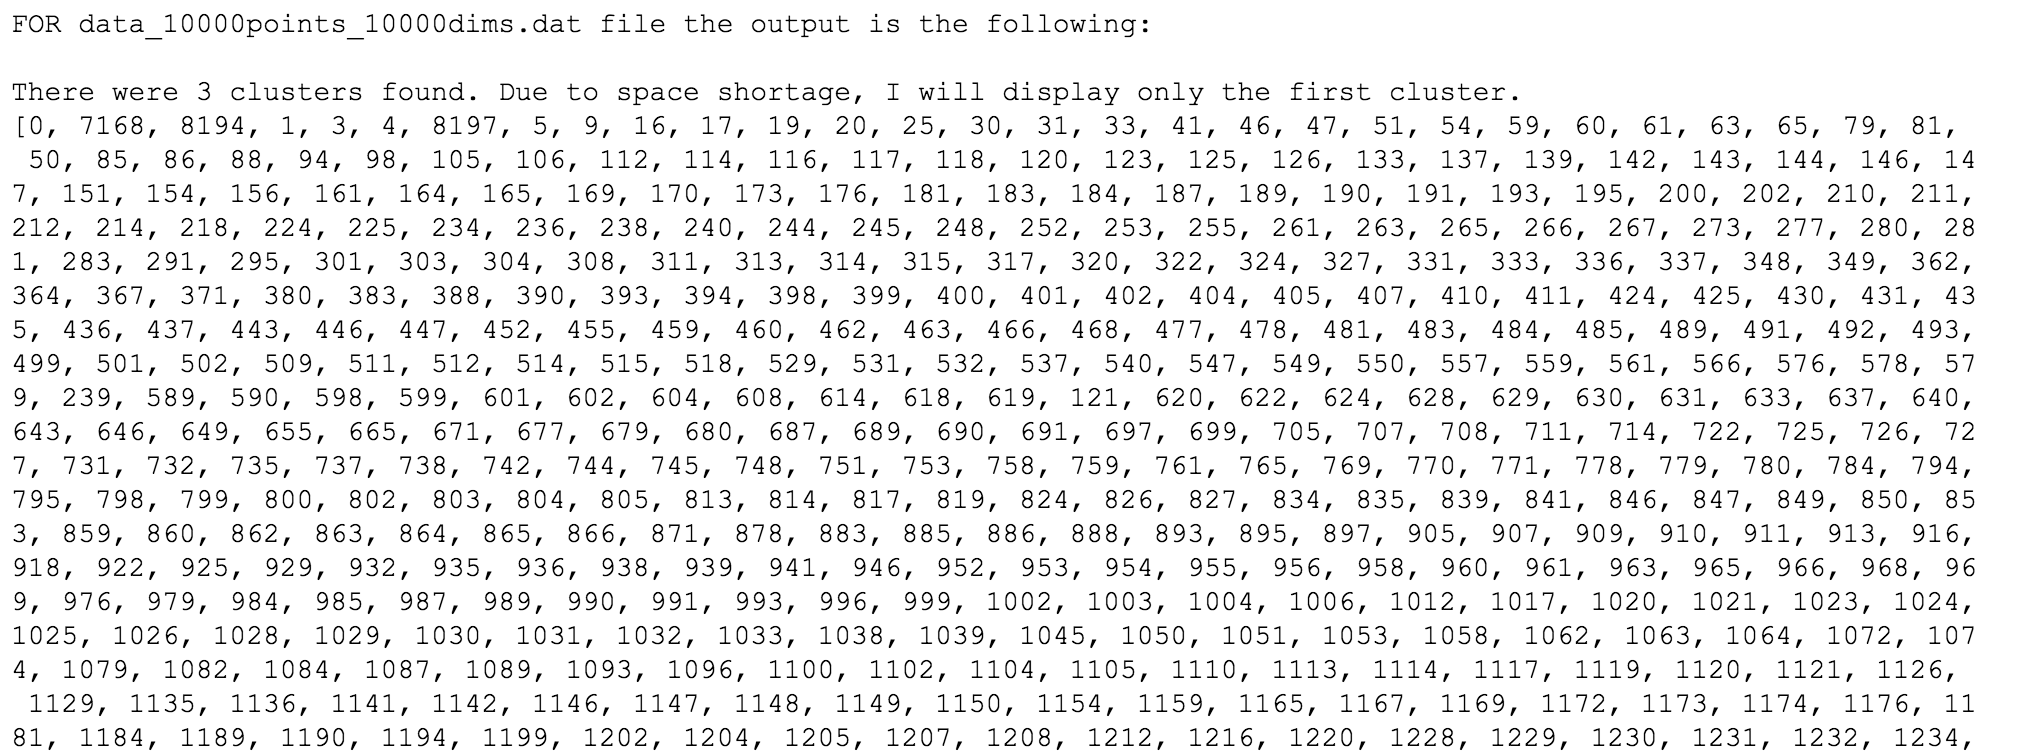 FOR data_10000points_10000dims.dat file the output is the following:
There were 3 clusters found. Due to space shortage, I will display only the first cluster.
[0, 7168, 8194, 1, 3, 4, 8197, 5, 9, 16, 17, 19, 20, 25, 30, 31, 33, 41, 46, 47, 51, 54, 59, 60, 61, 63, 65, 79, 81,
50, 85, 86, 88, 94, 98, 105, 106, 112, 114, 116, 117, 118, 120, 123, 125, 126, 133, 137, 139, 142, 143, 144, 146, 14
7, 151, 154, 156, 161, 164, 165, 169, 170, 173, 176, 181, 183, 184, 187, 189, 190, 191, 193, 195, 200, 202, 210, 211,
212, 214, 218, 224, 225, 234, 236, 238, 240, 244, 245, 248, 252, 253, 255, 261, 263, 265, 266, 267, 273, 277, 280, 28
1, 283, 291, 295, 301, 303, 304, 308, 311, 313, 314, 315, 317, 320, 322, 324, 327, 331, 333, 336, 337, 348, 349, 362,
364, 367, 371, 380, 383, 388, 390, 393, 394, 398, 399, 400, 401, 402, 404, 405, 407, 410, 411, 424, 425, 430, 431, 43
5, 436, 437, 443, 446, 447, 452, 455, 459, 460, 462, 463, 466, 468, 477, 478, 481, 483, 484, 485, 489, 491, 492, 493,
499, 501, 502, 509, 511, 512, 514, 515, 518, 529, 531, 532, 537, 540, 547, 549, 550, 557, 559, 561, 566, 576, 578, 57
9, 239, 589, 590, 598, 599, 601, 602, 604, 608, 614, 618, 619, 121, 620, 622, 624, 628, 629, 630, 631, 633, 637, 640,
643, 646, 649, 655, 665, 671, 677, 679, 680, 687, 689, 690, 691, 697, 699, 705, 707, 708, 711, 714, 722, 725, 726, 72
7, 731, 732, 735, 737, 738, 742, 744, 745, 748, 751, 753, 758, 759, 761, 765, 769, 770, 771, 778, 779, 780, 784, 794,
795, 798, 799, 800, 802, 803, 804, 805, 813, 814, 817, 819, 824, 826, 827, 834, 835, 839, 841, 846, 847, 849, 850, 85
3, 859, 860, 862, 863, 864, 865, 866, 871, 878, 883, 885, 886, 888, 893, 895, 897, 905, 907, 909, 910, 911, 913, 916,
918, 922, 925, 929, 932, 935, 936, 938, 939, 941, 946, 952, 953, 954, 955, 956, 958, 960, 961, 963, 965, 966, 968, 96
9, 976, 979, 984, 985, 987, 989, 990, 991, 993, 996, 999, 1002, 1003, 1004, 1006, 1012, 1017, 1020, 1021, 1023, 1024,
1025, 1026, 1028, 1029, 1030, 1031, 1032, 1033, 1038, 1039, 1045, 1050, 1051, 1053, 1058, 1062, 1063, 1064, 1072, 107
4, 1079, 1082, 1084, 1087, 1089, 1093, 1096, 1100, 1102, 1104, 1105, 1110, 1113, 1114, 1117, 1119, 1120, 1121, 1126,
1129, 1135, 1136, 1141, 1142, 1146, 1147, 1148, 1149, 1150, 1154, 1159, 1165, 1167, 1169, 1172, 1173, 1174, 1176, 11
81, 1184, 1189, 1190, 1194, 1199, 1202, 1204, 1205, 1207, 1208, 1212, 1216, 1220, 1228, 1229, 1230, 1231, 1232, 1234,